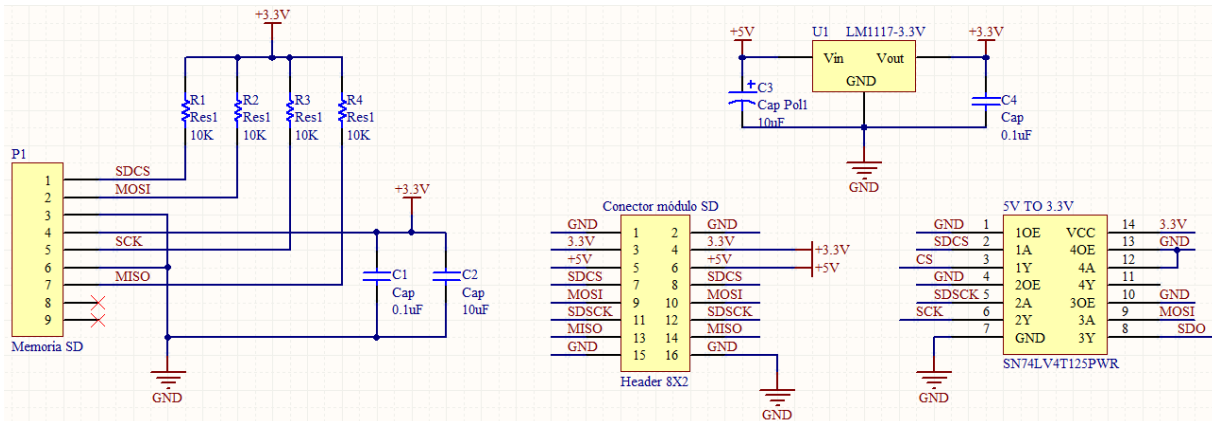 +3.3V
R1
Res1
10K
R2
Res1
10K
R3
Res1
10K
R4
Res1
10K
P1
1
2
3
4
5
6
7
8
9
SDCS
MOSI
SCK
MISO
Memoria SD
+3.3V
C1
Cap
0.1uF
C2
Cap
10uF
GND
+5V
U1 LM1117-3.3V
+3.3V
Vin Vout
GND
C3
Cap Pol1
10uF
C4
Cap
0.1uF
GND
Conector módulo SD
GND 1 2 GND
3.3V 3 4 3.3V +3.3V
+5V 5 6 +5V +5V
SDCS 7 8 SDCS
MOSI 9 10 MOSI
SDSCK 11 12 SDSCK
MISO 13 14 MISO
GND 15 16 GND
Header 8X2
GND
5V TO 3.3V
GND 1 1OE VCC 14 3.3V
SDCS 2 1A 4OE 13 GND
CS 3 1Y 4A 12
GND 4 2OE 4Y 11
SDSCK 5 2A 3OE 10 GND
SCK 6 2Y 3A 9 MOSI
7 GND 3Y 8 SDO
SN74LV4T125PWR
GND